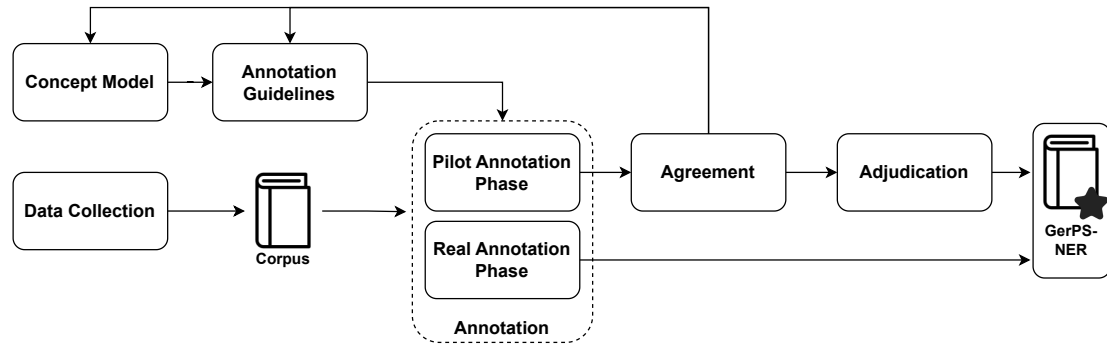 Concept Model
Annotation
Guidelines
Pilot Annotation
Phase
Agreement
Adjudication
Data Collection
Corpus
Real Annotation
Phase
Annotation
GerPS-
NER